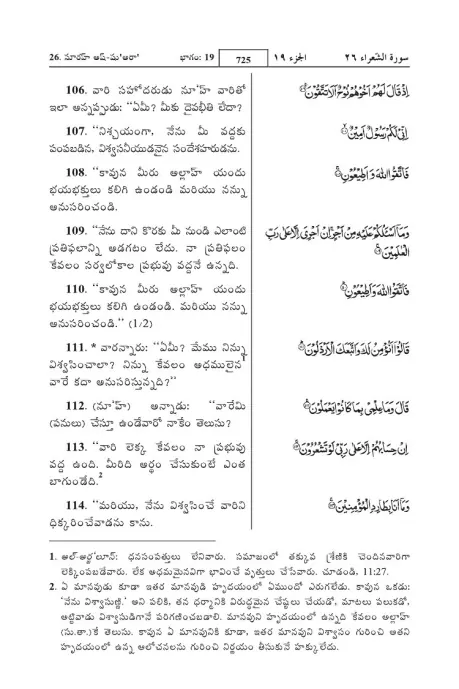 26. సూరహ్ అష్-షు'అరా' భాగం: 19 725 الجزء ١٩ سورة الشعراء ٢٦
106. వారి సహోదరుడు నూ'హ్ వారితో
ఇలా అన్నప్పుడు: "ఏమీ? మీకు దైవభీతి లేదా?
إِذْ قَالَ لَهُمْ أَخُوهُمْ نُوحٌ أَلَا تَتَّقُونَ
107. "నిశ్చయంగా, నేను మీ వద్దకు
పంపబడిన, విశ్వసనీయుడనైన సందేశహరుడను.
إِنِّي لَكُمْ رَسُولٌ أَمِينٌ
108. "కావున మీరు అల్లాహ్ యందు
భయభక్తులు కలిగి ఉండండి మరియు నన్ను
అనుసరించండి.
فَاتَّقُوا اللَّهَ وَأَطِيعُونِ
109. "నేను దాని కొరకు మీ నుండి ఎలాంటి
ప్రతిఫలాన్ని అడగటం లేదు. నా ప్రతిఫలం
కేవలం సర్వలోకాల ప్రభువు వద్దనే ఉన్నది.
وَمَا أَسْأَلُكُمْ عَلَيْهِ مِنْ أَجْرٍ إِنْ أَجْرِيَ إِلَّا عَلَى رَبِّ
الْعَالَمِينَ
110. "కావున మీరు అల్లాహ్ యందు
భయభక్తులు కలిగి ఉండండి. మరియు నన్ను
అనుసరించండి." (1/2)
فَاتَّقُوا اللَّهَ وَأَطِيعُونِ
111. * వారన్నారు: "ఏమీ? మేము నిన్ను
విశ్వసించాలా? నిన్ను కేవలం అధములైన1
వారే కదా అనుసరిస్తున్నది?"
قَالُوا أَنُؤْمِنُ لَكَ وَاتَّبَعَكَ الْأَرْذَلُونَ
112. (నూ'హ్) అన్నాడు: "వారేమి
(పనులు) చేస్తూ ఉండేవారో నాకేం తెలుసు?
قَالَ وَمَا عِلْمِي بِمَا كَانُوا يَعْمَلُونَ
113. "వారి లెక్క కేవలం నా ప్రభువు
వద్ద ఉంది. మీరిది అర్థం చేసుకుంటే ఎంత
బాగుండేది.2
إِنْ حِسَابُهُمْ إِلَّا عَلَى رَبِّي لَوْ تَشْعُرُونَ
114. "మరియు, నేను విశ్వసించే వారిని
ధిక్కరించేవాడను కాను.
وَمَا أَنَا بِطَارِدِ الْمُؤْمِنِينَ
1. అల్-అర్జ'లూన్: ధనసంపత్తులు లేనివారు. సమాజంలో తక్కువ శ్రేణికి చెందినవారిగా
లెక్కింపబడేవారు. లేక అధమమైనవిగా భావించే వృత్తులు చేసేవారు. చూడండి, 11:27.
2. ఏ మానవుడు కూడా ఇతర మానవుడి హృదయంలో ఏముందో ఎరుగలేడు. కావున ఒకడు:
'నేను విశ్వాసుణ్ణి.' అని పలికి, తన ధర్మానికి విరుద్ధమైన చేష్టలు చేయడో, మాటలు పలుకడో,
అట్టివాడు విశ్వాసుడిగానే పరిగణించబడాలి. మానవుని హృదయంలో ఉన్నది కేవలం అల్లాహ్
(సు.తా.)కే తెలుసు. కావున ఏ మానవునికి కూడా, ఇతర మానవుని విశ్వాసం గురించి అతని
హృదయంలో ఉన్న ఆలోచనలను గురించి నిర్ణయం తీసుకునే హక్కులేదు.